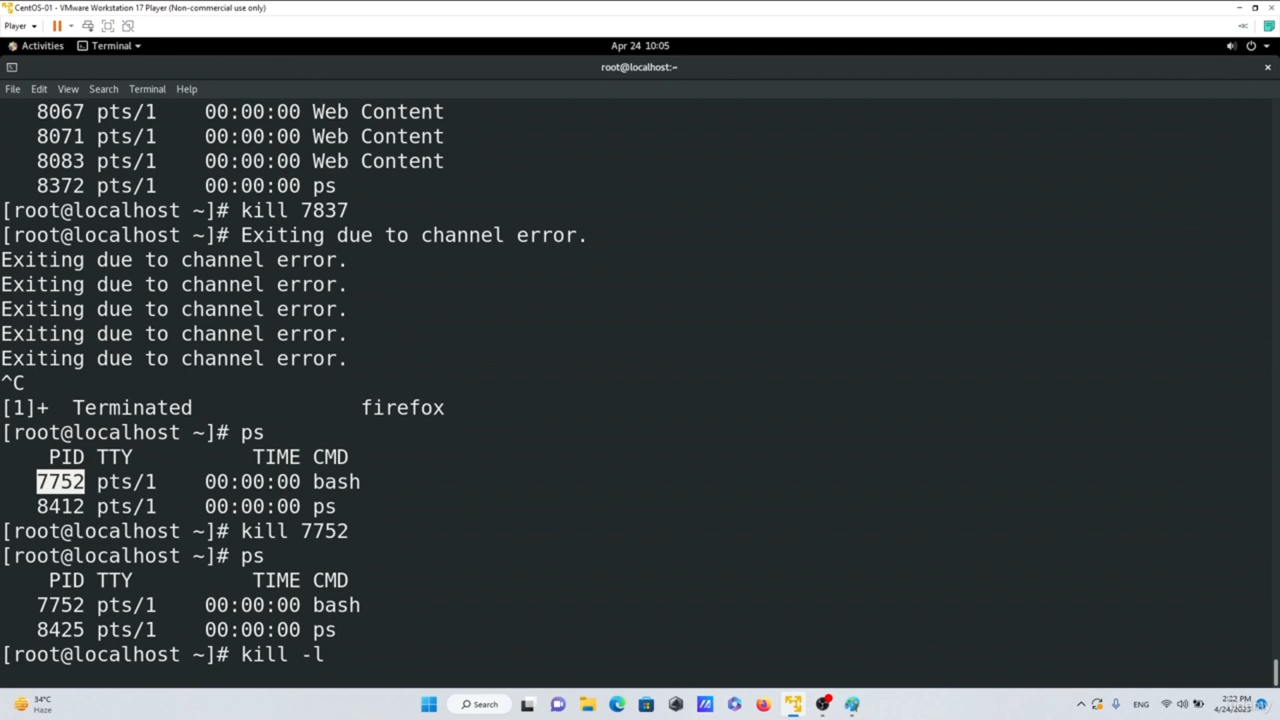 CentOS-01 - VMware Workstation 17 Player (Non-commercial use only)
Player
Activities Terminal Apr 24 10:05
root@localhost:~
File Edit View Search Terminal Help
8067 pts/1 00:00:00 Web Content
8071 pts/1 00:00:00 Web Content
8083 pts/1 00:00:00 Web Content
8372 pts/1 00:00:00 ps
[root@localhost ~]# kill 7837
[root@localhost ~]# Exiting due to channel error.
Exiting due to channel error.
Exiting due to channel error.
Exiting due to channel error.
Exiting due to channel error.
Exiting due to channel error.
^C
[1]+ Terminated firefox
[root@localhost ~]# ps
PID TTY TIME CMD
7752 pts/1 00:00:00 bash
8412 pts/1 00:00:00 ps
[root@localhost ~]# kill 7752
[root@localhost ~]# ps
PID TTY TIME CMD
7752 pts/1 00:00:00 bash
8425 pts/1 00:00:00 ps
[root@localhost ~]# kill -l
34°C
Haze
Search
ENG
2:22 PM
4/24/2023